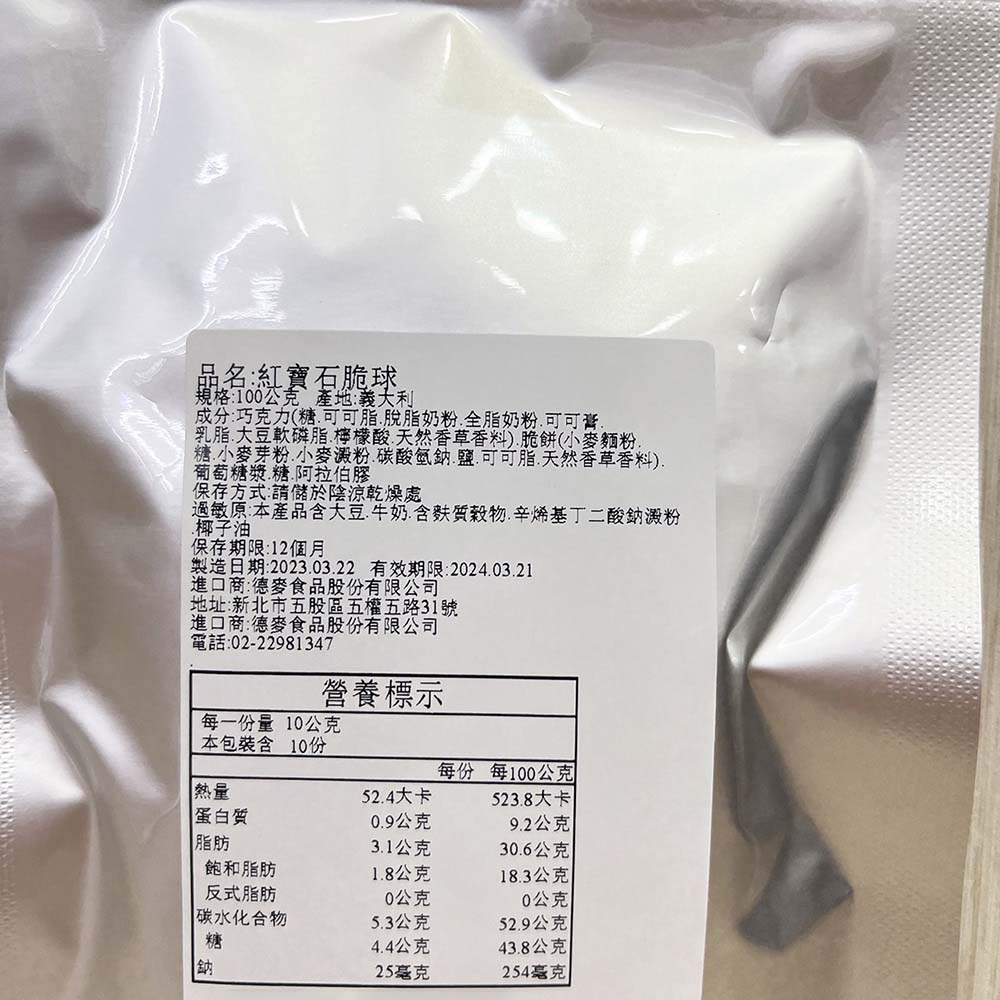 品名:紅寶石脆球
規格:100公克 產地:義大利
成分:巧克力(糖.可可脂.脫脂奶粉.全脂奶粉.可可膏.
乳脂.大豆軟磷脂.檸檬酸.天然香草香料).脆餅(小麥麵粉.
糖.小麥芽粉.小麥澱粉.碳酸氫鈉.鹽.可可脂.天然香草香料).
葡萄糖漿.糖.阿拉伯膠
保存方式:請儲於陰涼乾燥處
過敏原:本產品含大豆.牛奶.含麩質穀物.辛烯基丁二酸鈉澱粉
.椰子油
保存期限:12個月
製造日期:2023.03.22 有效期限:2024.03.21
進口商:德麥食品股份有限公司
地址:新北市五股區五權五路31號
進口商:德麥食品股份有限公司
電話:02-22981347
.
營養標示
每一份量 10公克
本包裝含 10份
每份 每100公克
熱量 52.4大卡 523.8大卡
蛋白質 0.9公克 9.2公克
脂肪 3.1公克 30.6公克
飽和脂肪 1.8公克 18.3公克
反式脂肪 0公克 0公克
碳水化合物 5.3公克 52.9公克
糖 4.4公克 43.8公克
鈉 25毫克 254毫克